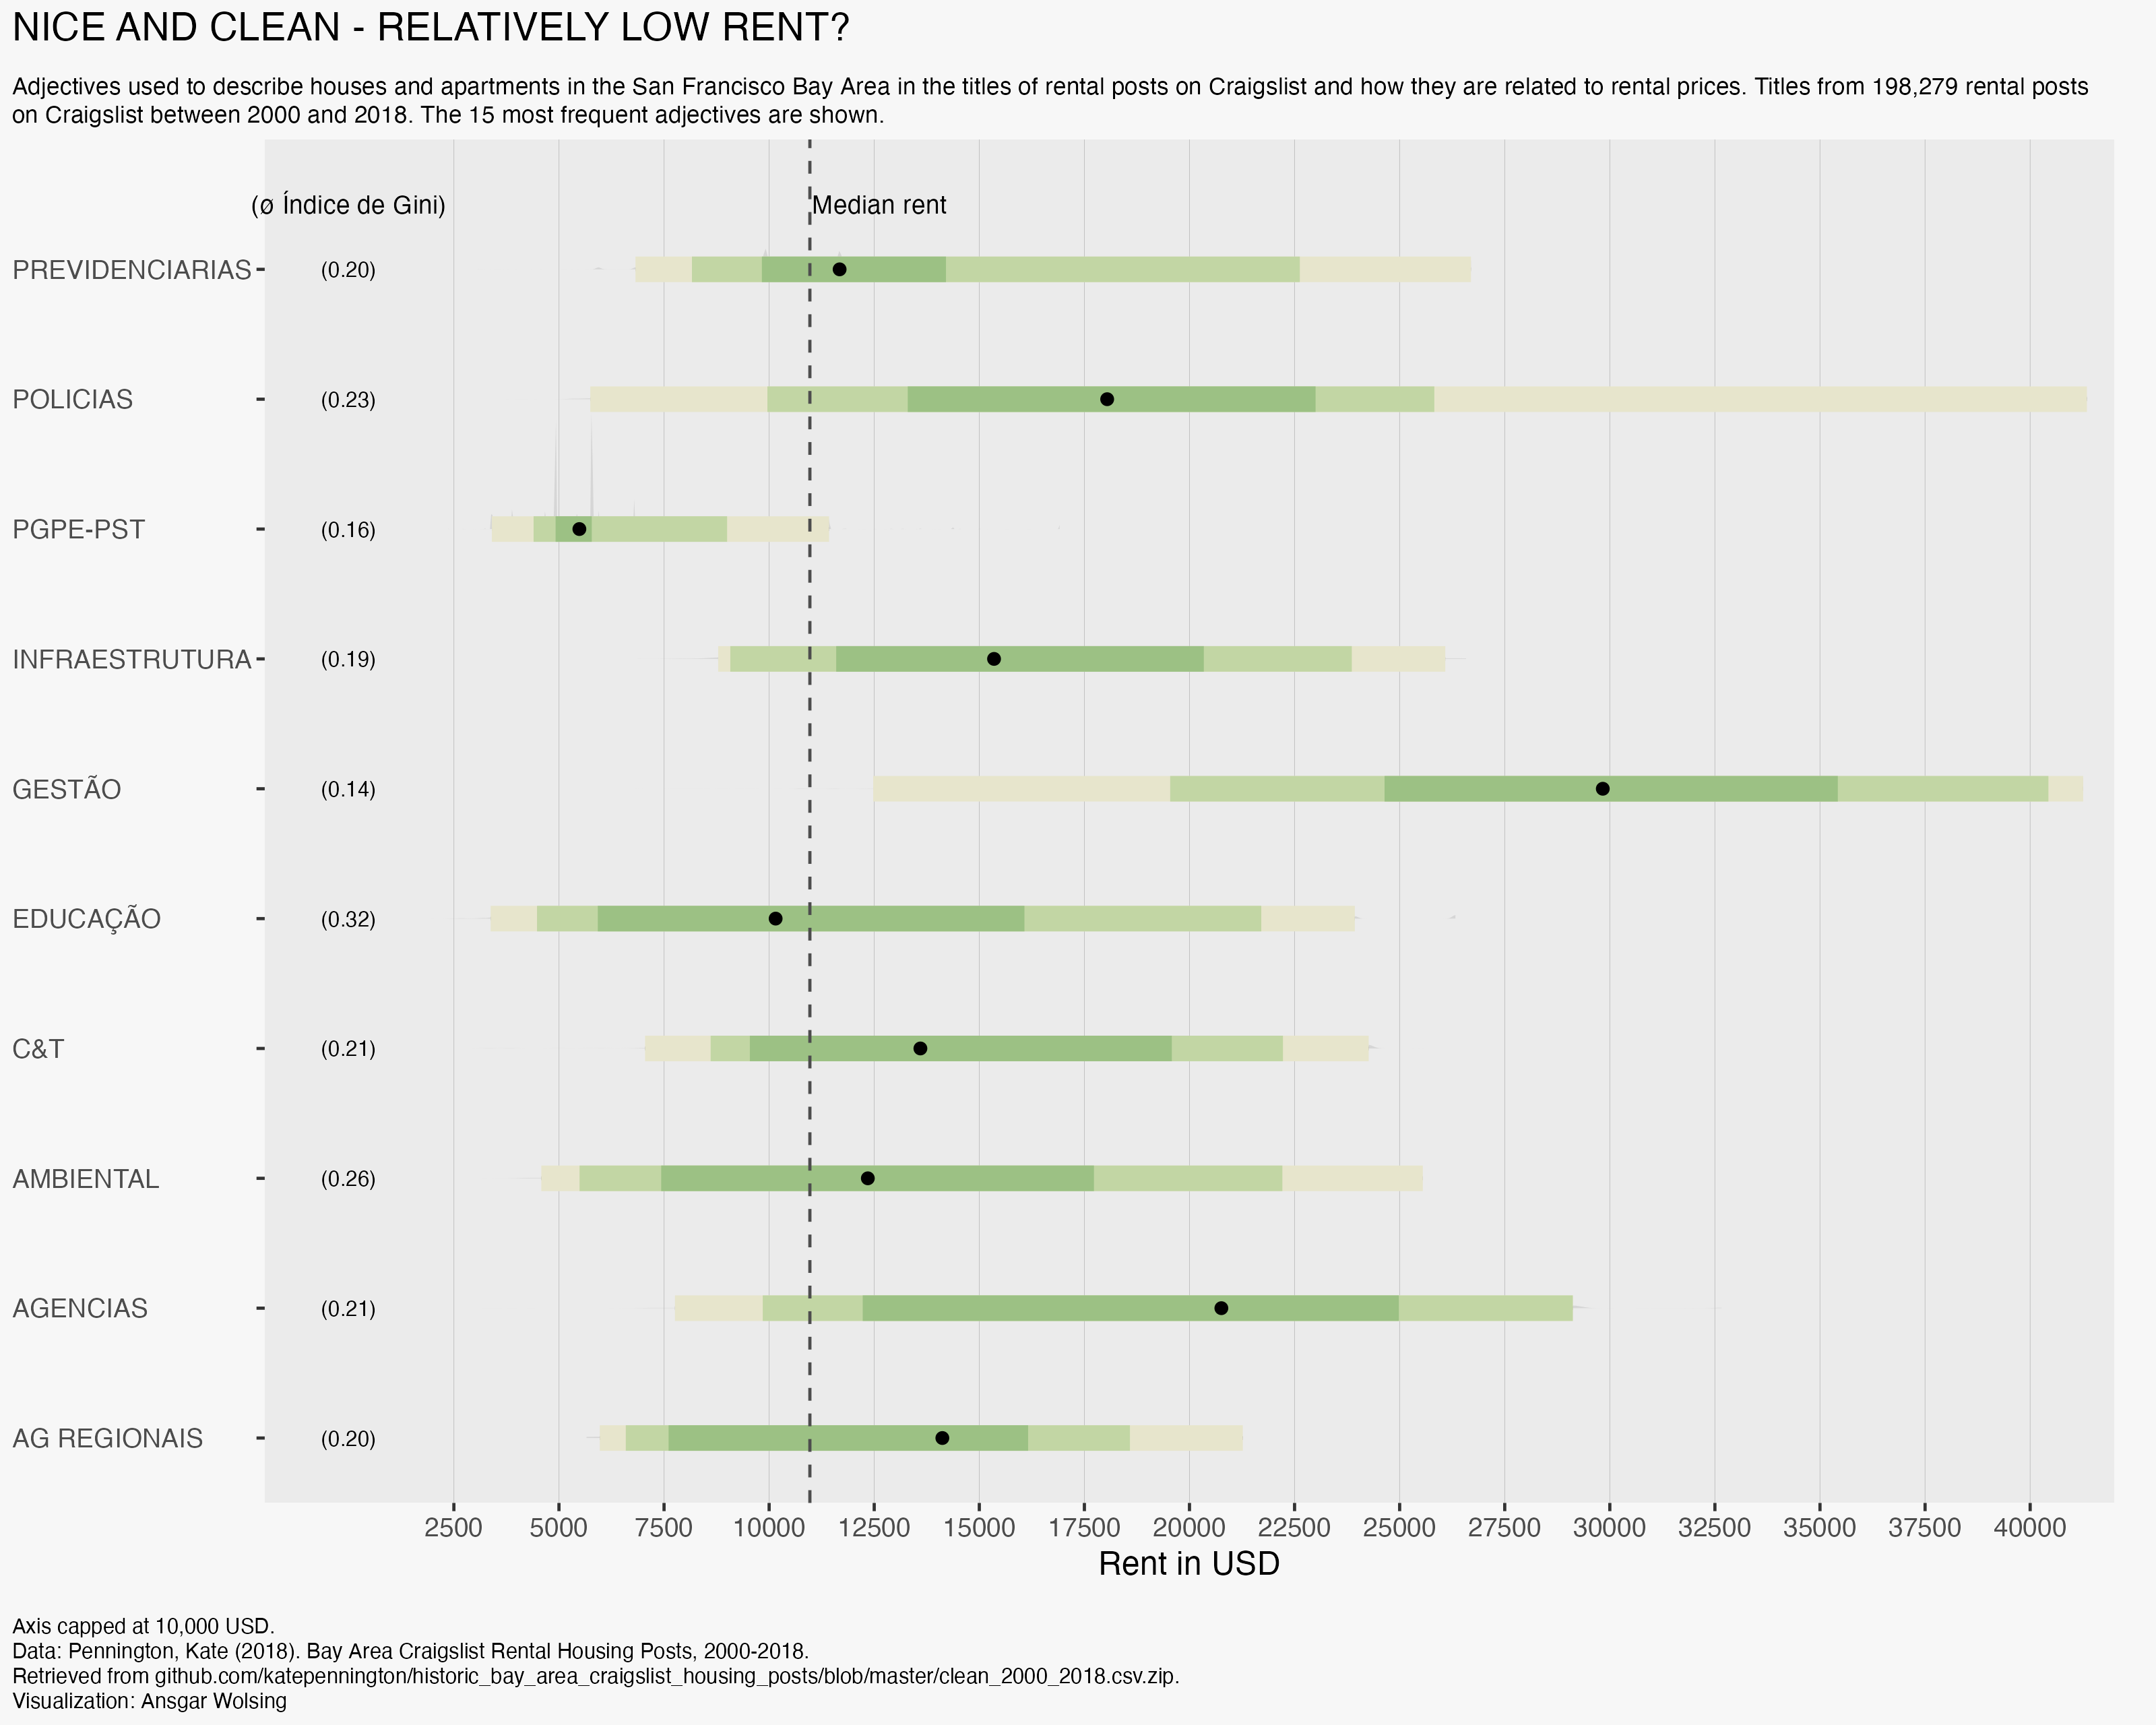 NICE AND CLEAN - RELATIVELY LOW RENT?
Adjectives used to describe houses and apartments in the San Francisco Bay Area in the titles of rental posts on Craigslist and how they are related to rental prices. Titles from 198,279 rental posts
on Craigslist between 2000 and 2018. The 15 most frequent adjectives are shown.
(ø Índice de Gini) Median rent
PREVIDENCIARIAS (0.20)
POLICIAS (0.23)
PGPE-PST (0.16)
INFRAESTRUTURA (0.19)
GESTÃO (0.14)
EDUCAÇÃO (0.32)
C&T (0.21)
AMBIENTAL (0.26)
AGENCIAS (0.21)
AG REGIONAIS (0.20)
2500 5000 7500 10000 12500 15000 17500 20000 22500 25000 27500 30000 32500 35000 37500 40000
Rent in USD
Axis capped at 10,000 USD.
Data: Pennington, Kate (2018). Bay Area Craigslist Rental Housing Posts, 2000-2018.
Retrieved from github.com/katepennington/historic_bay_area_craigslist_housing_posts/blob/master/clean_2000_2018.csv.zip.
Visualization: Ansgar Wolsing